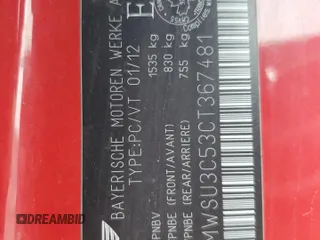 BAYERISCHE MOTOREN WERKE A
TYPE:PC/VT 01/12
PNBV 1535 kg
PNBE (FRONT/AVANT) 830 kg
PNBE (REAR/ARRIERE) 755 kg
MWSU3C53CT367481
DREAMBID